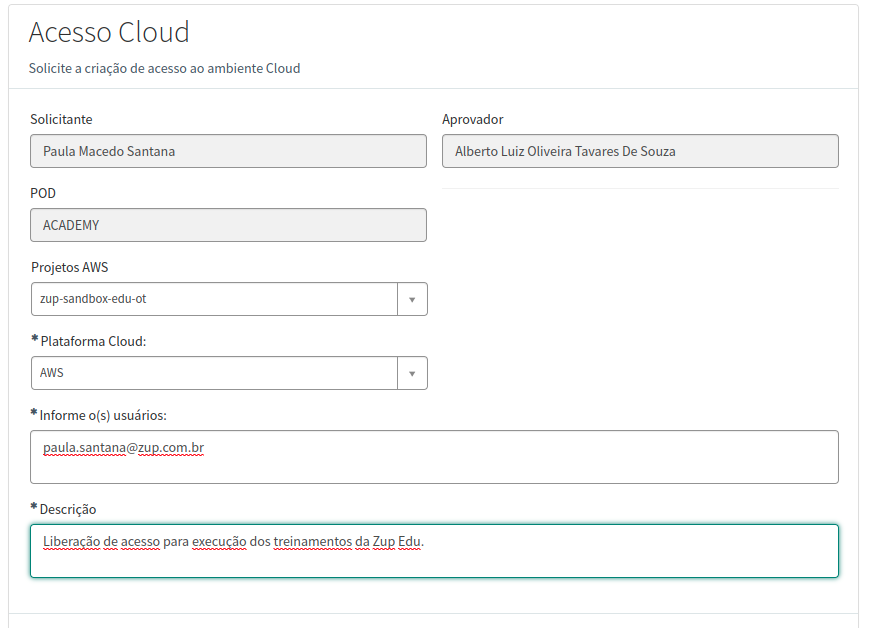 Acesso Cloud
Solicite a criação de acesso ao ambiente Cloud
Solicitante
Paula Macedo Santana
Aprovador
Alberto Luiz Oliveira Tavares De Souza
POD
ACADEMY
Projetos AWS
zup-sandbox-edu-ot
* Plataforma Cloud:
AWS
* Informe o(s) usuários:
paula.santana@zup.com.br
* Descrição
Liberação de acesso para execução dos treinamentos da Zup Edu.